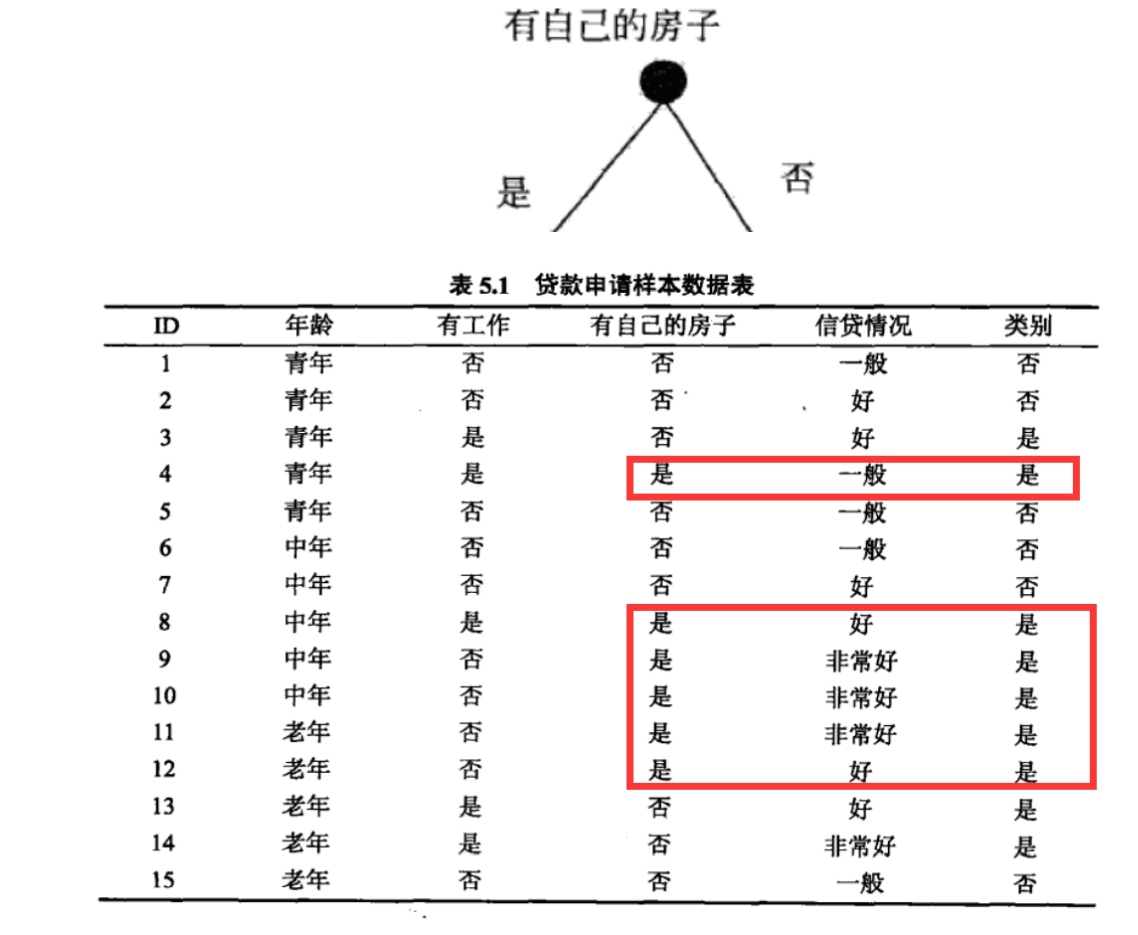 有自己的房子
是
否
表 5.1 贷款申请样本数据表
ID 年龄 有工作 有自己的房子 信贷情况 类别
1 青年 否 否 一般 否
2 青年 否 否 好 否
3 青年 是 否 好 是
4 青年 是 是 一般 是
5 青年 否 否 一般 否
6 中年 否 否 一般 否
7 中年 否 否 好 否
8 中年 是 是 好 是
9 中年 否 是 非常好 是
10 中年 否 是 非常好 是
11 老年 否 是 非常好 是
12 老年 否 是 好 是
13 老年 是 否 好 是
14 老年 是 否 非常好 是
15 老年 否 否 一般 否